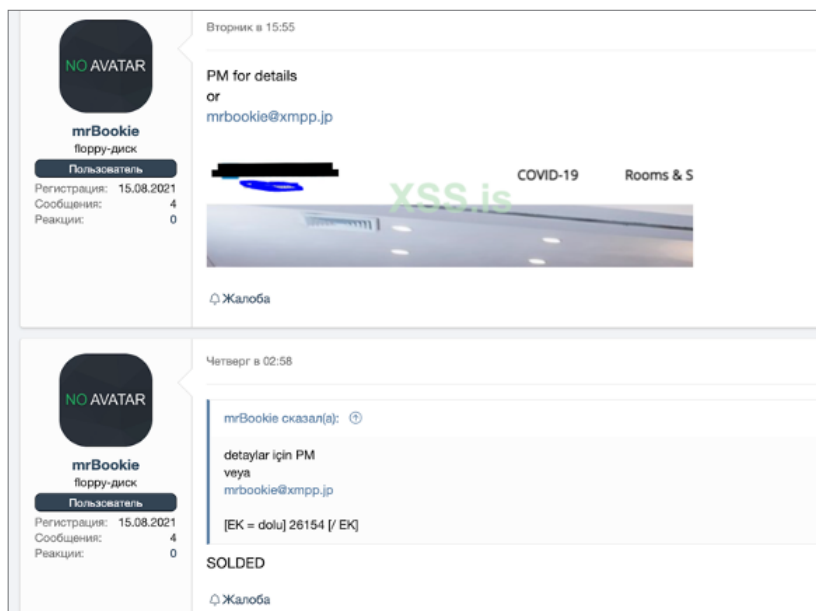 Вторник в 15:55
NO AVATAR
mrBookie
floppy-диск
Пользователь
Регистрация: 15.08.2021
Сообщения: 4
Реакции: 0
PM for details
or
mrbookie@xmpp.jp
COVID-19 Rooms & S
XSS.is
Жалоба
Четверг в 02:58
NO AVATAR
mrBookie
floppy-диск
Пользователь
Регистрация: 15.08.2021
Сообщения: 4
Реакции: 0
mrBookie сказал(а):
detaylar için PM
veya
mrbookie@xmpp.jp
[EK = dolu] 26154 [/ EK]
SOLDED
Жалоба